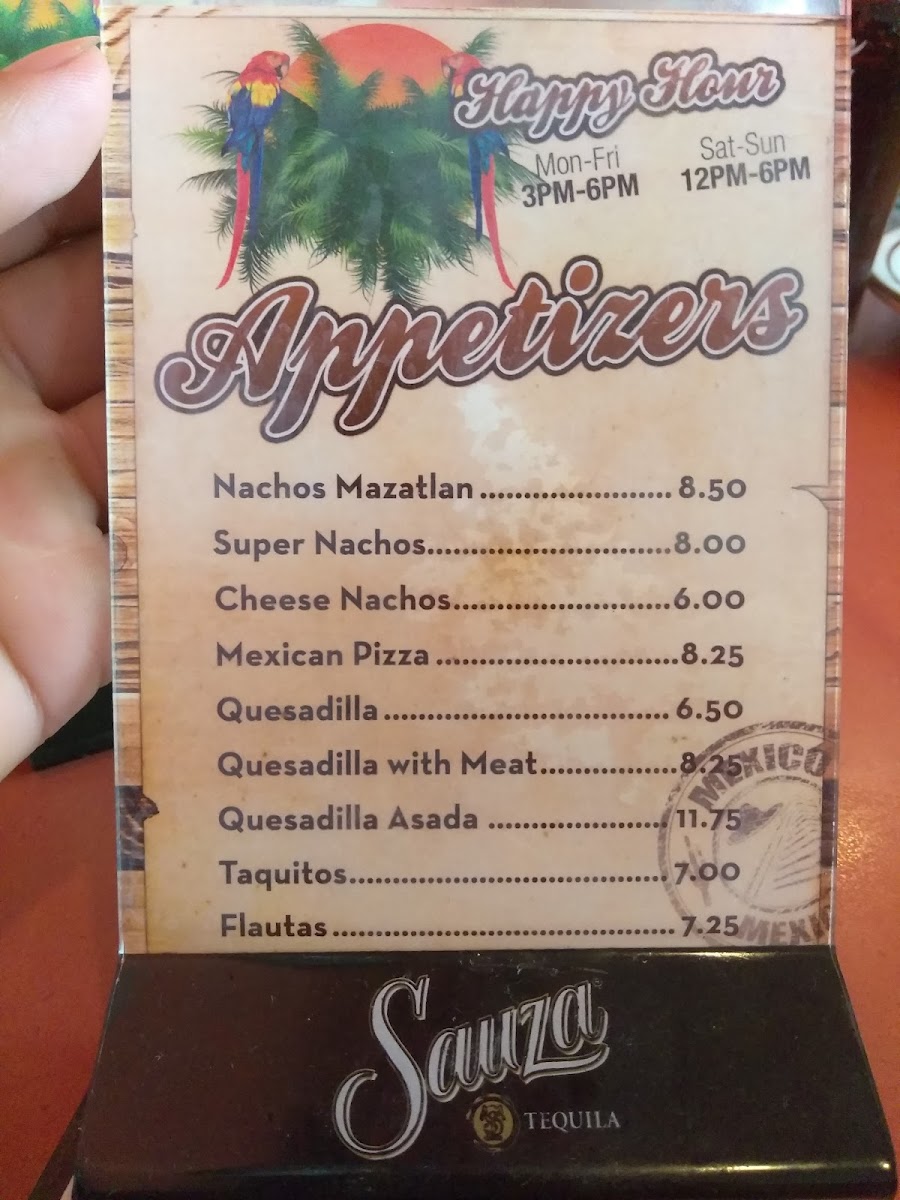 Happy Hour
Mon-Fri
3PM-6PM
Sat-Sun
12PM-6PM
Appetizers
Nachos Mazatlan ...................... 8.50
Super Nachos............................8.00
Cheese Nachos.........................6.00
Mexican Pizza ............................8.25
Quesadilla................................. 6.50
Quesadilla with Meat................8.25
Quesadilla Asada ..................... 11.75
Taquitos.....................................7.00
Flautas ....................................... 7.25
MEXICO
MEXI
Sauza
TEQUILA